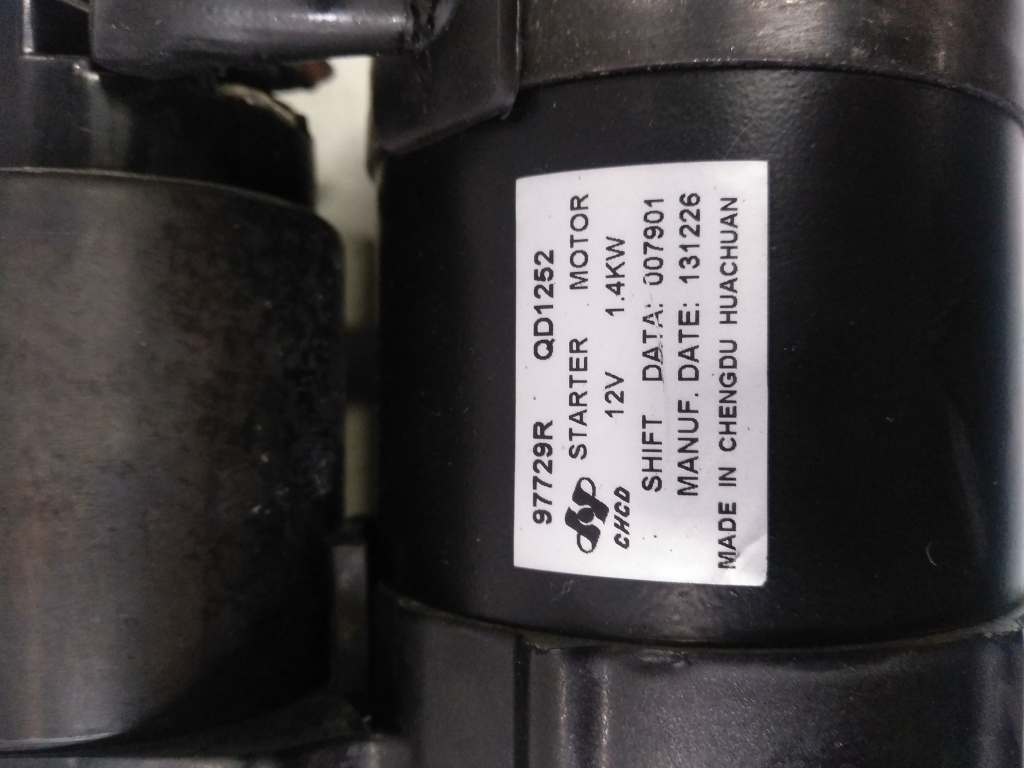 97729R QD1252
STARTER MOTOR
CHCD 12V 1.4KW
SHIFT DATA: 007901
MANUF. DATE: 131226
MADE IN CHENGDU HUACHUAN